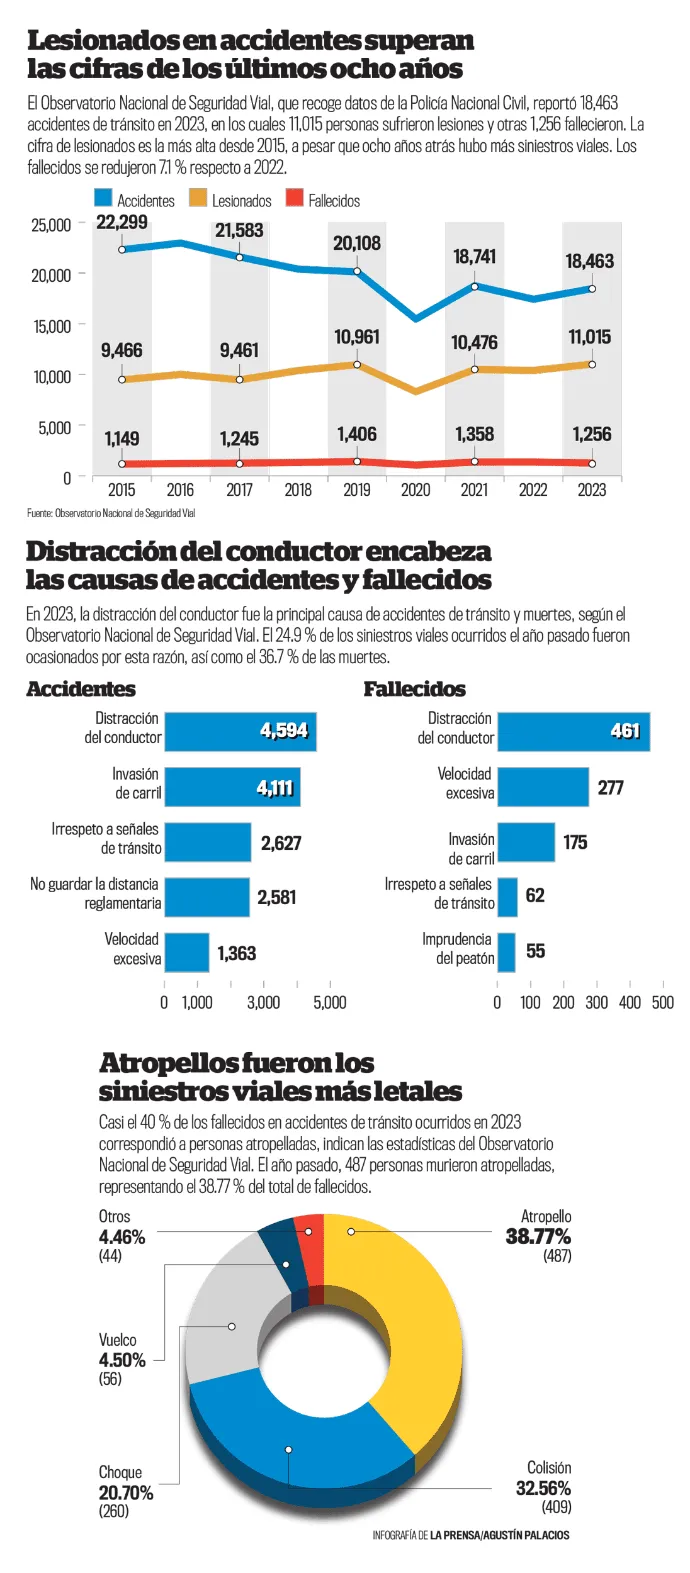 Lesionados en accidentes superan
las cifras de los últimos ocho años
El Observatorio Nacional de Seguridad Vial, que recoge datos de la Policía Nacional Civil, reportó 18,463
accidentes de tránsito en 2023, en los cuales 11,015 personas sufrieron lesiones y otras 1,256 fallecieron. La
cifra de lesionados es la más alta desde 2015, a pesar que ocho años atrás hubo más siniestros viales. Los
fallecidos se redujeron 7.1 % respecto a 2022.
Accidentes Lesionados Fallecidos
25,000
20,000
15,000
10,000
5,000
0
22,299 21,583 20,108 18,741 18,463
9,466 9,461 10,961 10,476 11,015
1,149 1,245 1,406 1,358 1,256
2015 2016 2017 2018 2019 2020 2021 2022 2023
Fuente: Observatorio Nacional de Seguridad Vial
Distracción del conductor encabeza
las causas de accidentes y fallecidos
En 2023, la distracción del conductor fue la principal causa de accidentes de tránsito y muertes, según el
Observatorio Nacional de Seguridad Vial. El 24.9 % de los siniestros viales ocurridos el año pasado fueron
ocasionados por esta razón, así como el 36.7 % de las muertes.
Accidentes
Distracción
del conductor
4,594
Invasión
de carril
4,111
Irrespeto a señales
de tránsito
2,627
No guardar la distancia
reglamentaria
2,581
Velocidad
excesiva
1,363
0 1,000 3,000 5,000
Fallecidos
Distracción
del conductor
461
Velocidad
excesiva
277
Invasión
de carril
175
Irrespeto a señales
de tránsito
62
Imprudencia
del peatón
55
0 100 200 300 400 500
Atropellos fueron los
siniestros viales más letales
Casi el 40 % de los fallecidos en accidentes de tránsito ocurridos en 2023
correspondió a personas atropelladas, indican las estadísticas del Observatorio
Nacional de Seguridad Vial. El año pasado, 487 personas murieron atropelladas,
representando el 38.77 % del total de fallecidos.
Otros
4.46%
(44)
Atropello
38.77%
(487)
Vuelco
4.50%
(56)
Choque
20.70%
(260)
Colisión
32.56%
(409)
INFOGRAFÍA DE LA PRENSA/AGUSTÍN PALACIOS